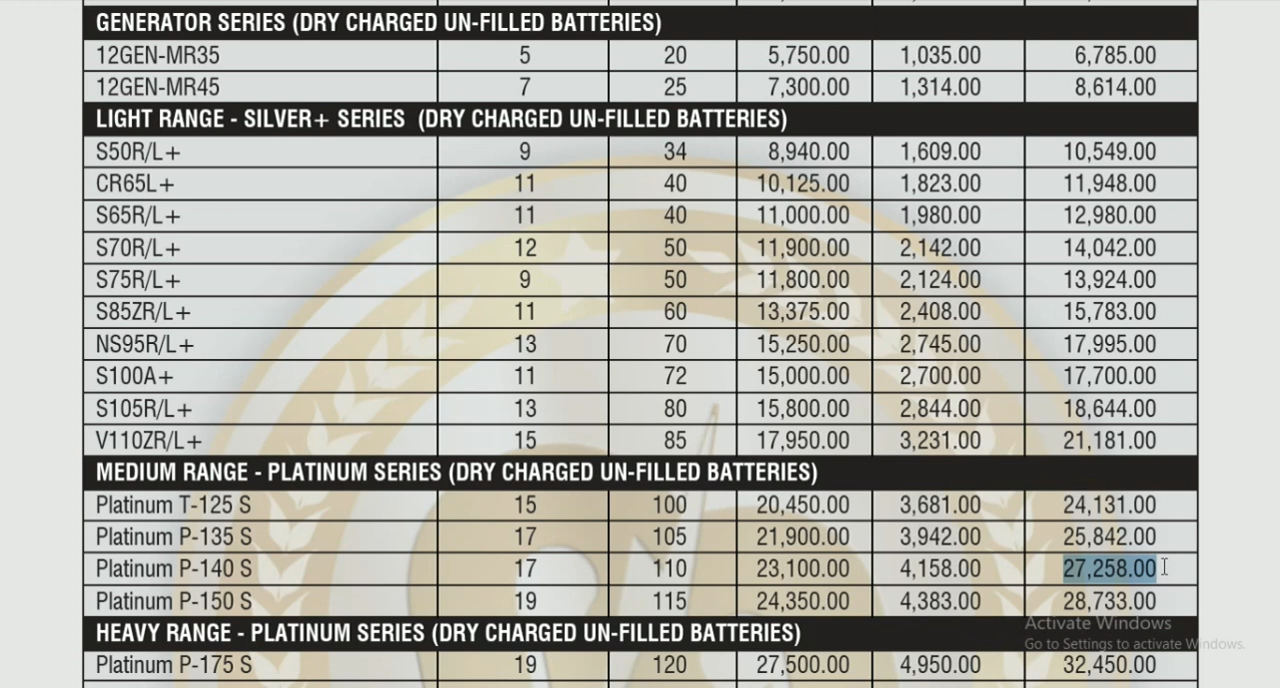 GENERATOR SERIES (DRY CHARGED UN-FILLED BATTERIES)
12GEN-MR35 5 20 5,750.00 1,035.00 6,785.00
12GEN-MR45 7 25 7,300.00 1,314.00 8,614.00
LIGHT RANGE - SILVER+ SERIES (DRY CHARGED UN-FILLED BATTERIES)
S50R/L+ 9 34 8,940.00 1,609.00 10,549.00
CR65L+ 11 40 10,125.00 1,823.00 11,948.00
S65R/L+ 11 40 11,000.00 1,980.00 12,980.00
S70R/L+ 12 50 11,900.00 2,142.00 14,042.00
S75R/L+ 9 50 11,800.00 2,124.00 13,924.00
S85ZR/L+ 11 60 13,375.00 2,408.00 15,783.00
NS95R/L+ 13 70 15,250.00 2,745.00 17,995.00
S100A+ 11 72 15,000.00 2,700.00 17,700.00
S105R/L+ 13 80 15,800.00 2,844.00 18,644.00
V110ZR/L+ 15 85 17,950.00 3,231.00 21,181.00
MEDIUM RANGE - PLATINUM SERIES (DRY CHARGED UN-FILLED BATTERIES)
Platinum T-125 S 15 100 20,450.00 3,681.00 24,131.00
Platinum P-135 S 17 105 21,900.00 3,942.00 25,842.00
Platinum P-140 S 17 110 23,100.00 4,158.00 27,258.00
Platinum P-150 S 19 115 24,350.00 4,383.00 28,733.00
HEAVY RANGE - PLATINUM SERIES (DRY CHARGED UN-FILLED BATTERIES)
Platinum P-175 S 19 120 27,500.00 4,950.00 32,450.00
Activate Windows
Go to Settings to activate Windows.